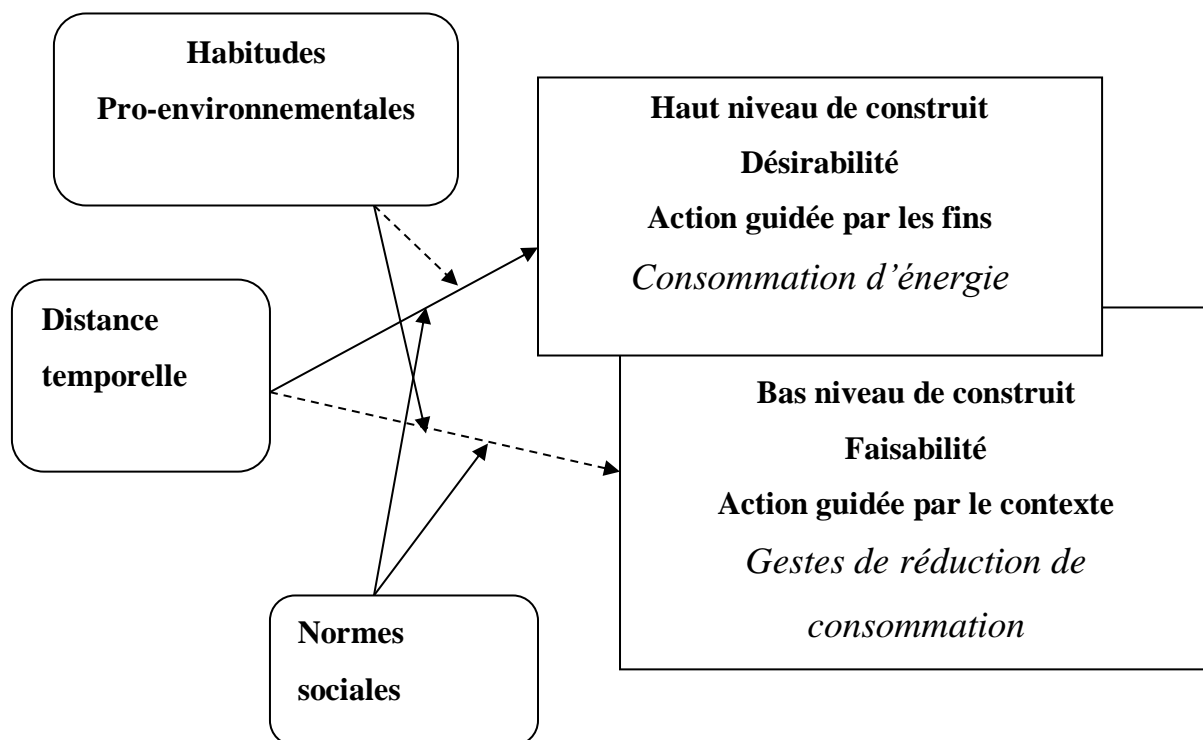 Habitudes
Pro-environnementales
Haut niveau de construit
Désirabilité
Action guidée par les fins
Consommation d’énergie
Distance
temporelle
Bas niveau de construit
Faisabilité
Action guidée par le contexte
Gestes de réduction de
consommation
Normes
sociales